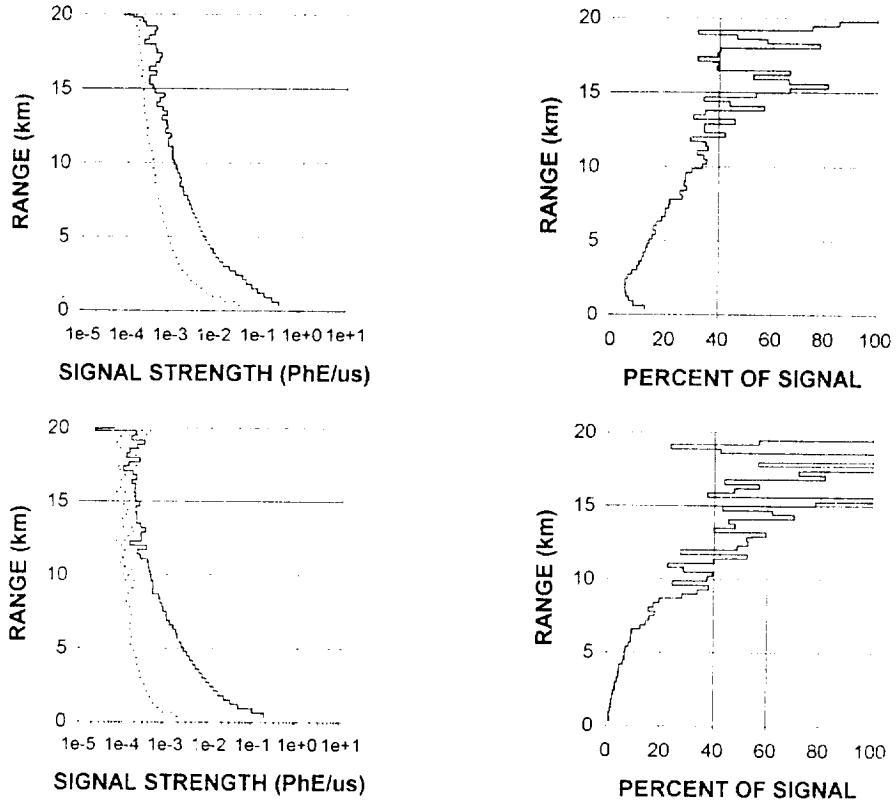 20
15
10
5
0
RANGE (km)
1e-5 1e-4 1e-3 1e-2 1e-1 1e+0 1e+1
SIGNAL STRENGTH (PhE/us)
20
15
10
5
0
RANGE (km)
0 20 40 60 80 100
PERCENT OF SIGNAL
20
15
10
5
0
RANGE (km)
1e-5 1e-4 1e-3 1e-2 1e-1 1e+0 1e+1
SIGNAL STRENGTH (PhE/us)
20
15
10
5
0
RANGE (km)
0 20 40 60 80 100
PERCENT OF SIGNAL